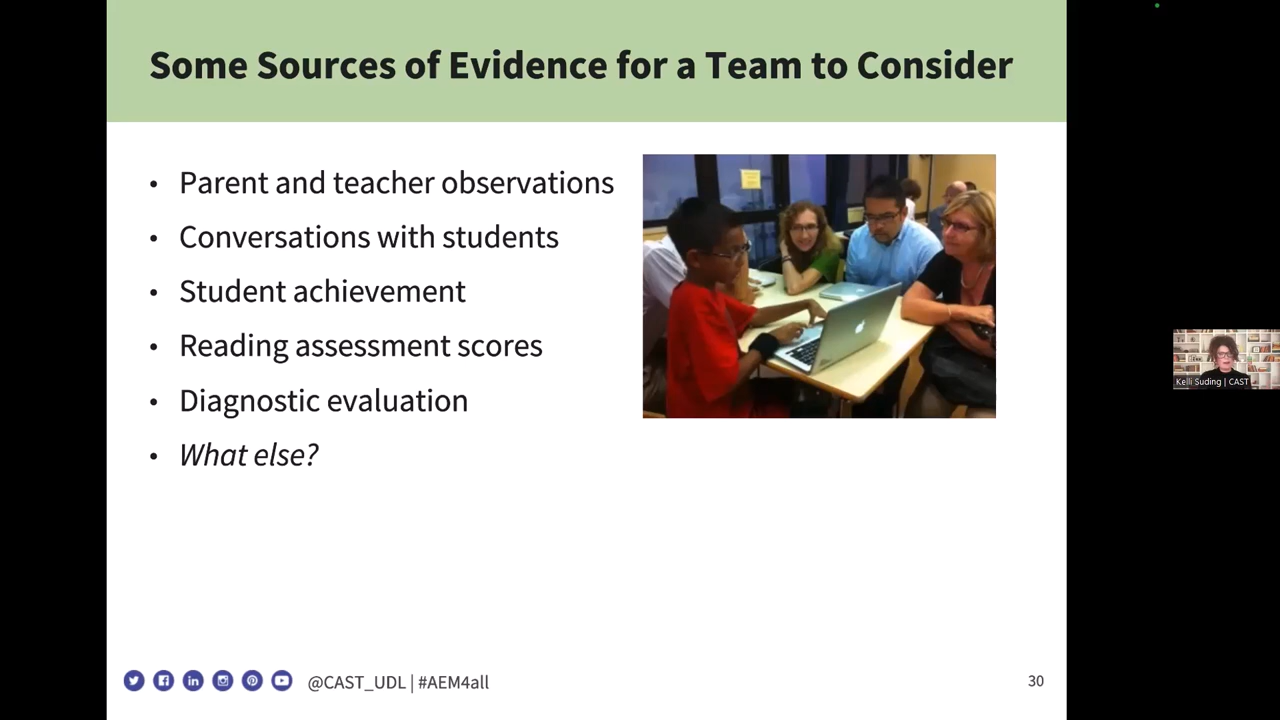 Some Sources of Evidence for a Team to Consider
• Parent and teacher observations
• Conversations with students
• Student achievement
• Reading assessment scores
• Diagnostic evaluation
• What else?
Kelli Suding | CAST
@CAST_UDL | #AEM4all
30